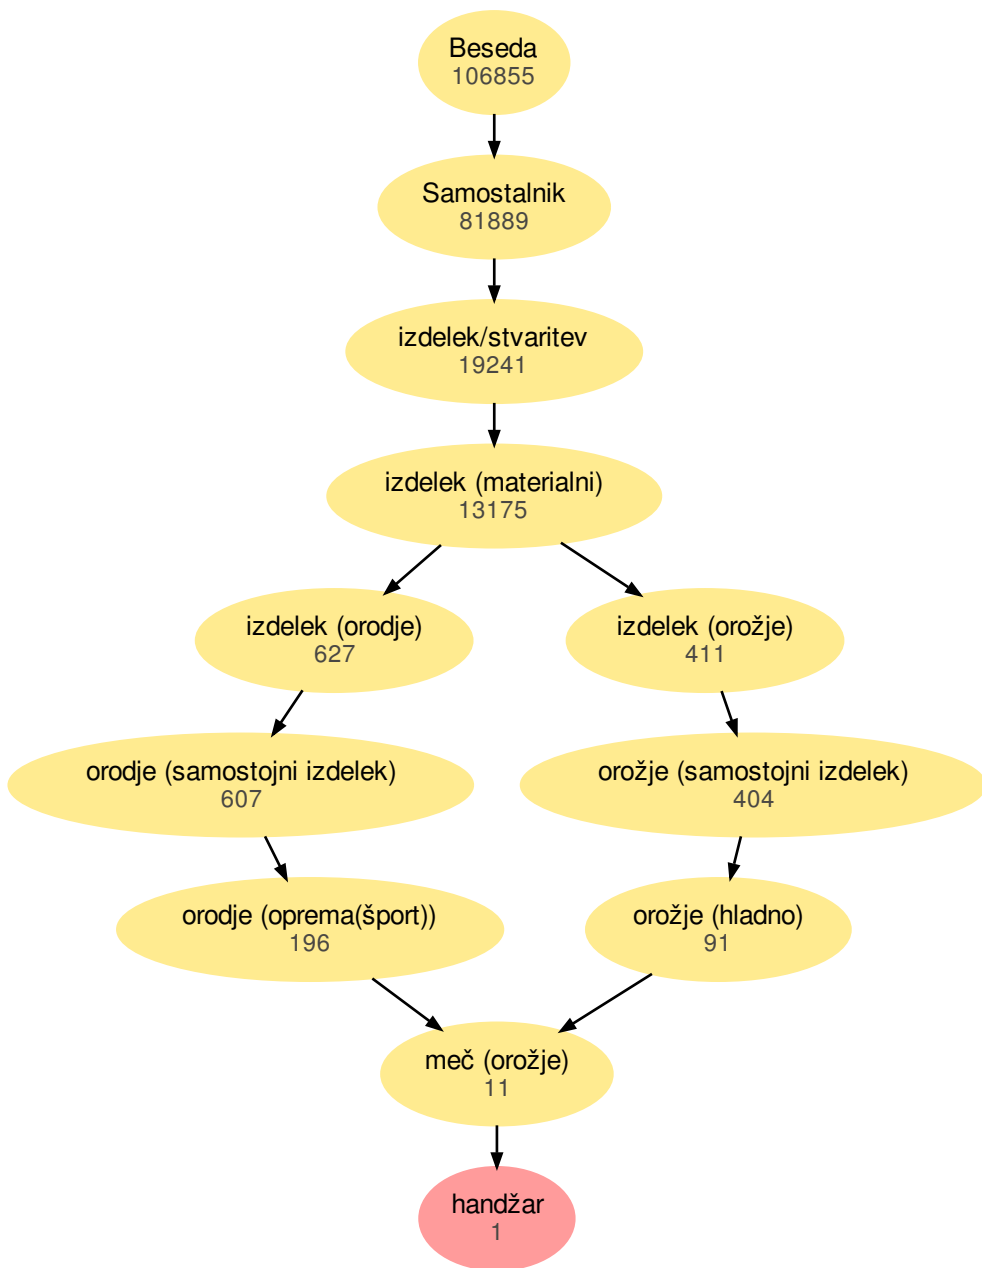 Beseda
106855
Samostalnik
81889
izdelek/stvaritev
19241
izdelek (materialni)
13175
izdelek (orodje)
627
izdelek (orožje)
411
orodje (samostojni izdelek)
607
orožje (samostojni izdelek)
404
orodje (oprema(šport))
196
orožje (hladno)
91
meč (orožje)
11
handžar
1